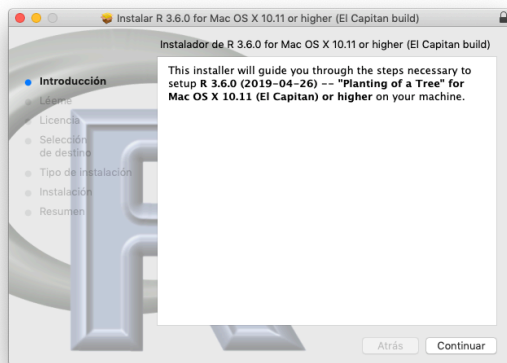 Instalar R 3.6.0 for Mac OS X 10.11 or higher (El Capitan build)
Instalador de R 3.6.0 for Mac OS X 10.11 or higher (El Capitan build)
Introducción
Léeme
Licencia
Selección
de destino
Tipo de instalación
Instalación
Resumen
This installer will guide you through the steps necessary to
setup R 3.6.0 (2019-04-26) -- "Planting of a Tree" for
Mac OS X 10.11 (El Capitan) or higher on your machine.
Atrás
Continuar